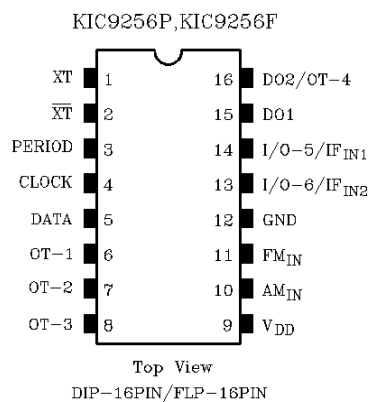 KIC9256P,KIC9256F
XT 1 16 DO2/OT-4
X̅T̅ 2 15 DO1
PERIOD 3 14 I/O-5/IFIN1
CLOCK 4 13 I/O-6/IFIN2
DATA 5 12 GND
OT-1 6 11 FMIN
OT-2 7 10 AMIN
OT-3 8 9 VDD
Top View
DIP-16PIN/FLP-16PIN